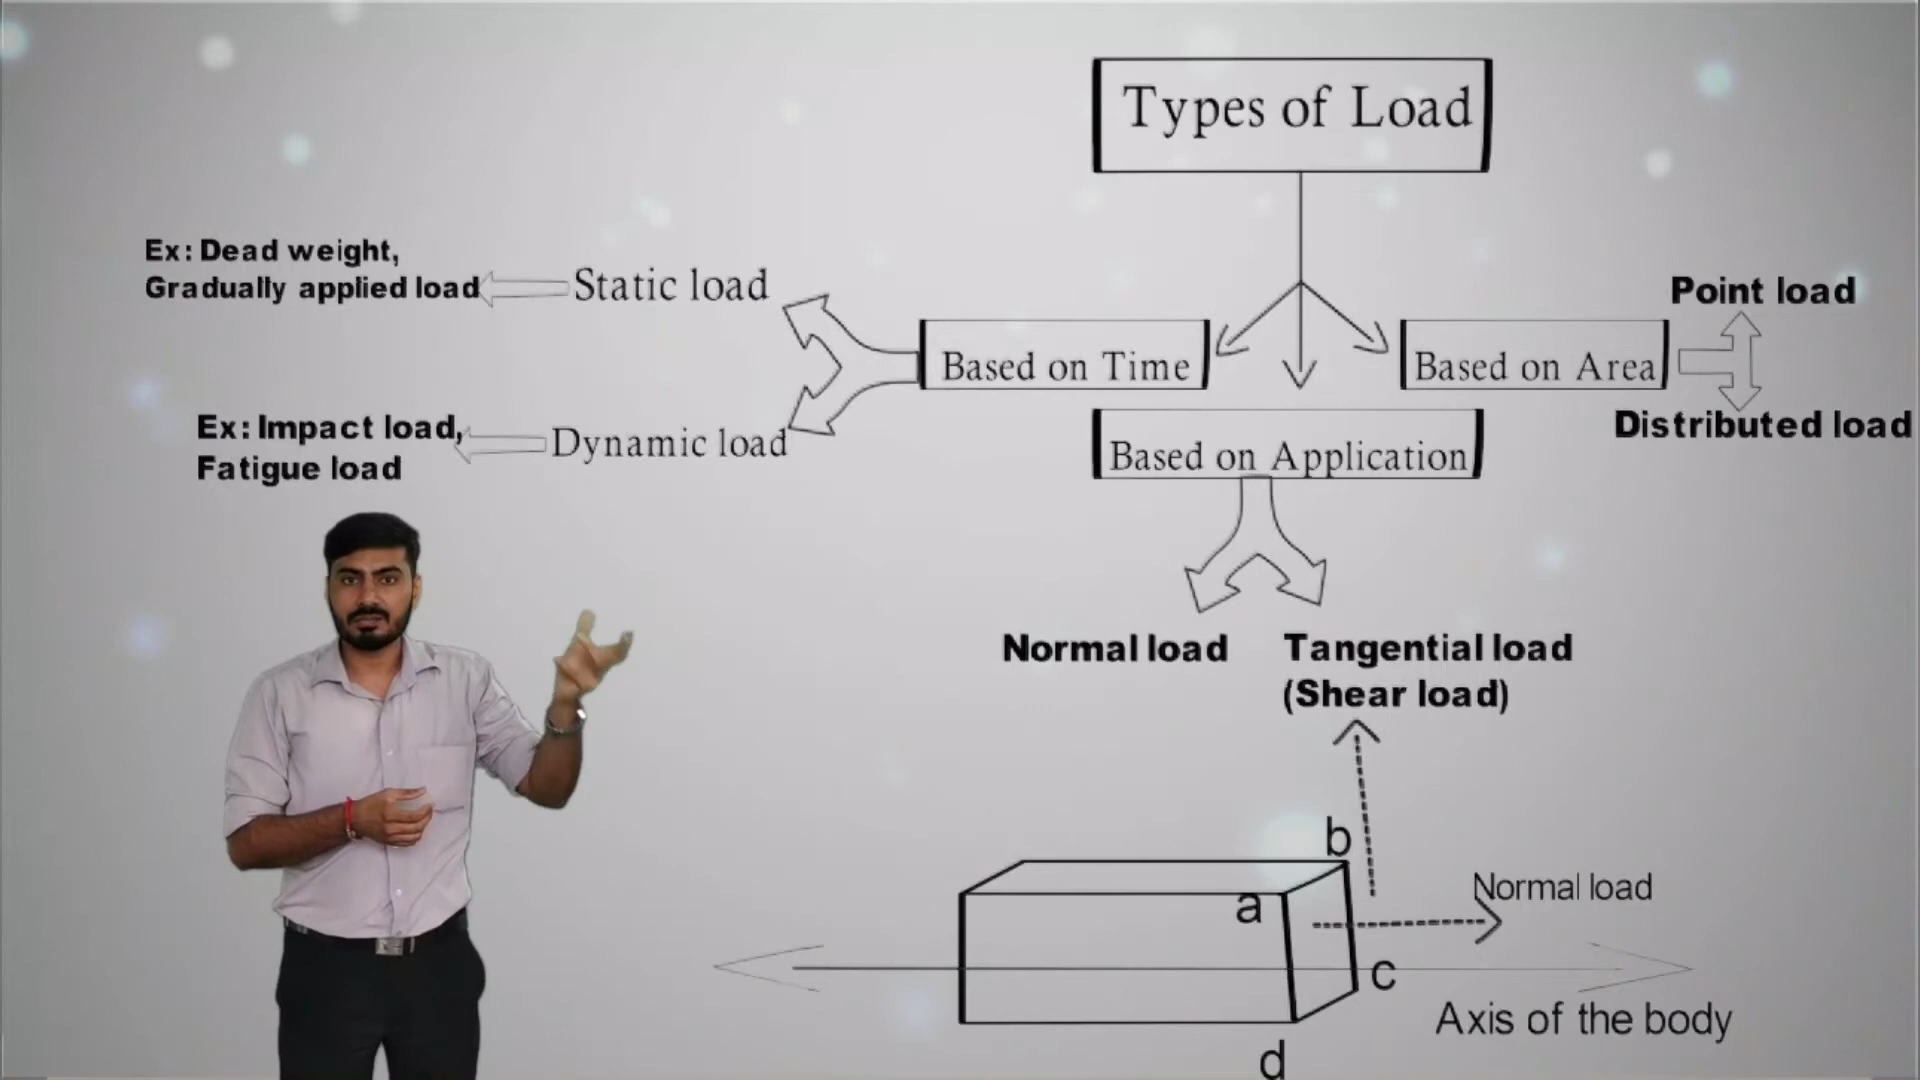 Types of Load
Ex: Dead weight,
Gradually applied load
Static load
Based on Time
Based on Area
Point load
Distributed load
Ex: Impact load,
Fatigue load
Dynamic load
Based on Application
Normal load
Tangential load
(Shear load)
b
a
Normal load
c
Axis of the body
d